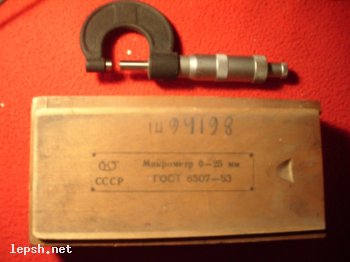 94198
Микрометр 0—25 мм
СССР ГОСТ 6507—53
lepsh.net